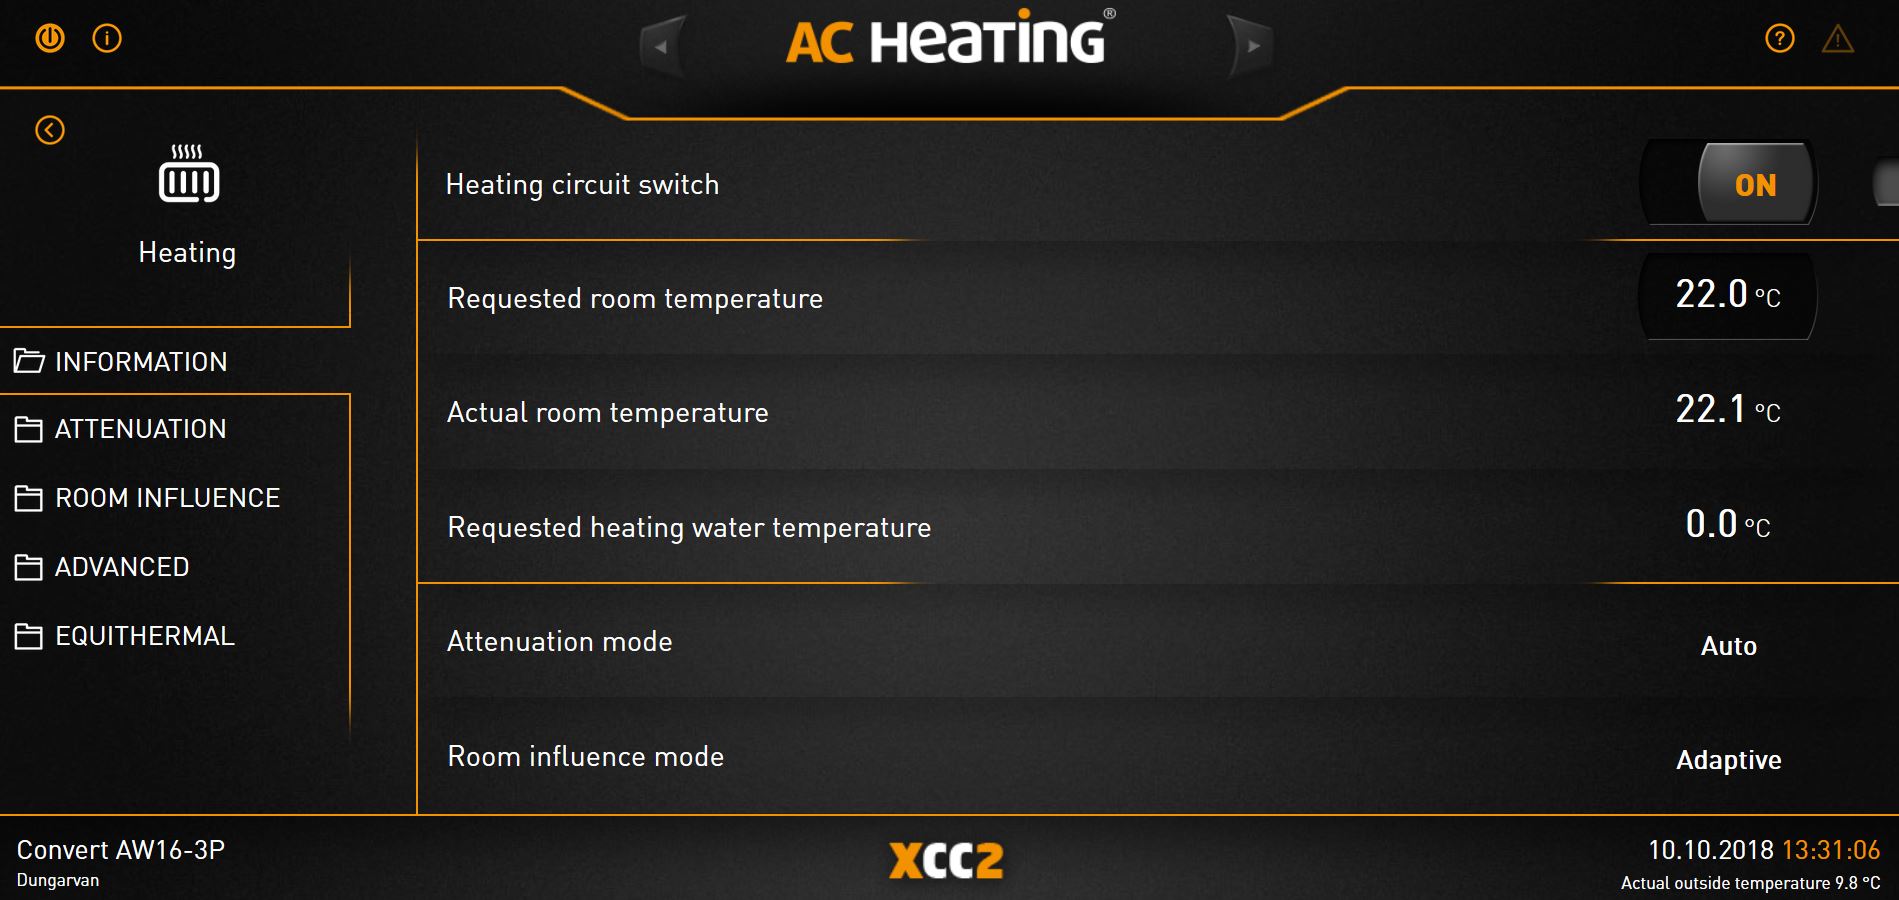 AC Heating®
Heating
INFORMATION
ATTENUATION
ROOM INFLUENCE
ADVANCED
EQUITHERMAL
Heating circuit switch ON
Requested room temperature 22.0 °C
Actual room temperature 22.1 °C
Requested heating water temperature 0.0 °C
Attenuation mode Auto
Room influence mode Adaptive
Convert AW16-3P
Dungarvan
XCC2
10.10.2018 13:31:06
Actual outside temperature 9.8 °C